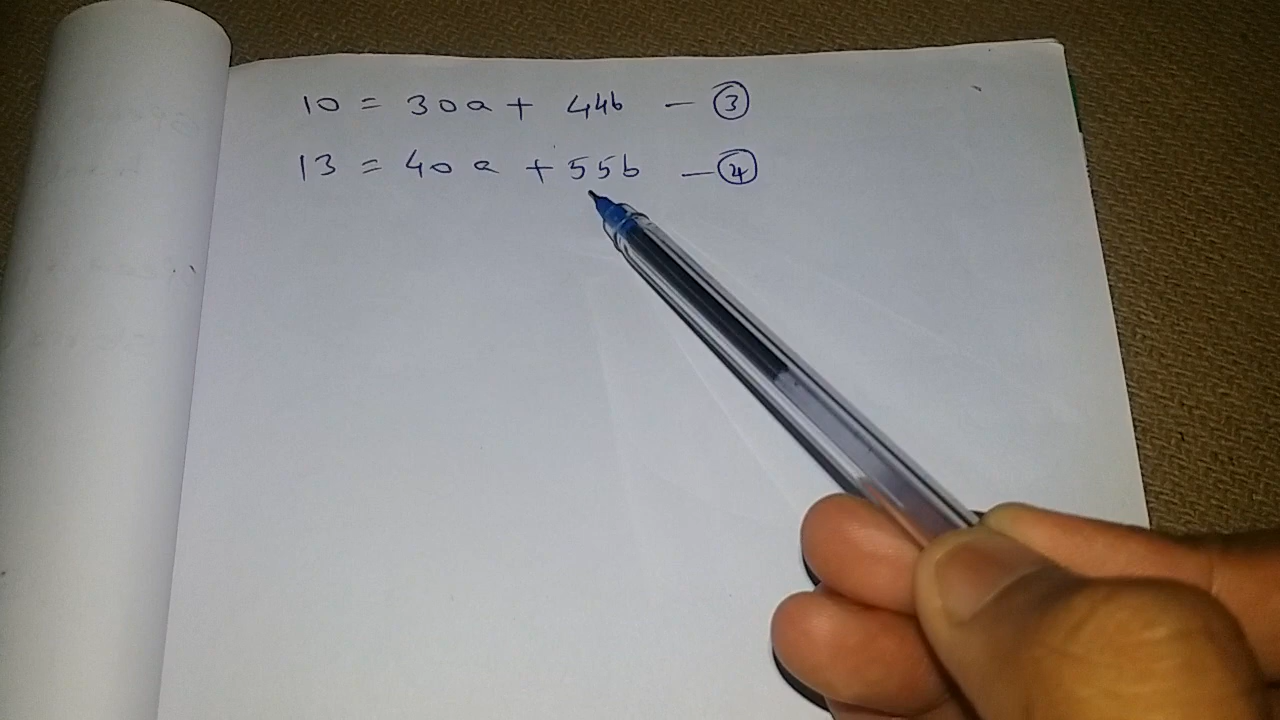 10 = 30a + 44b — ③
13 = 40a + 55b — ④